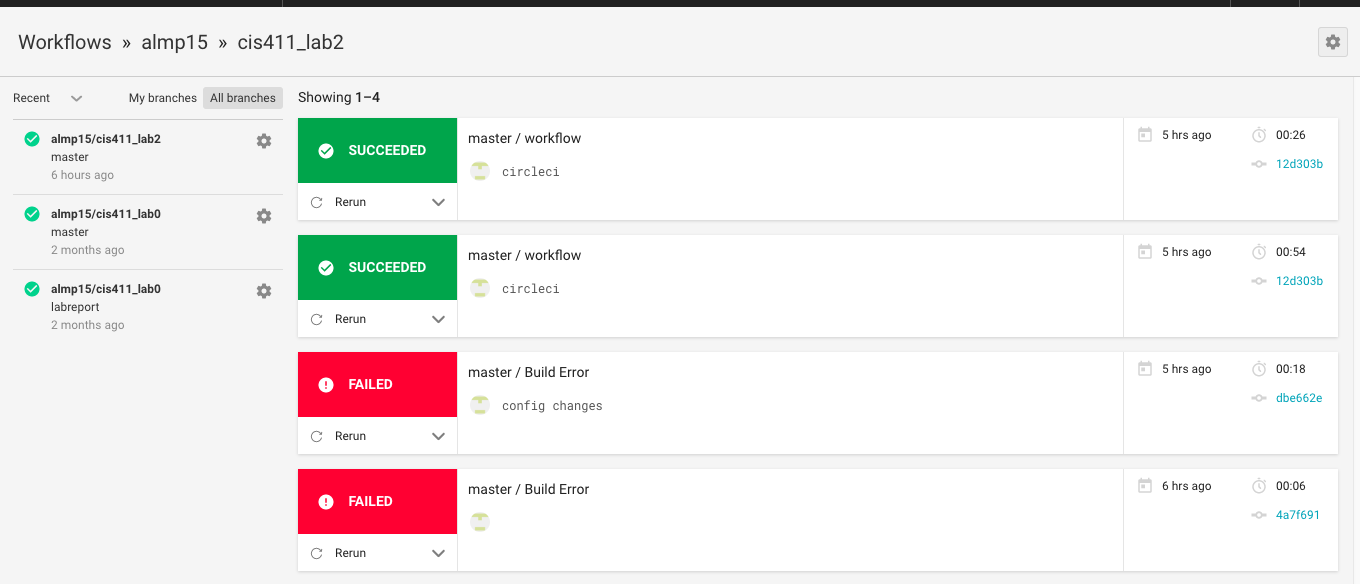 Workflows » almp15 » cis411_lab2
Recent My branches All branches
almp15/cis411_lab2
master
6 hours ago
almp15/cis411_lab0
master
2 months ago
almp15/cis411_lab0
labreport
2 months ago
Showing 1–4
SUCCEEDED
Rerun
master / workflow
circleci
5 hrs ago 00:26
12d303b
SUCCEEDED
Rerun
master / workflow
circleci
5 hrs ago 00:54
12d303b
FAILED
Rerun
master / Build Error
config changes
5 hrs ago 00:18
dbe662e
FAILED
Rerun
master / Build Error
6 hrs ago 00:06
4a7f691